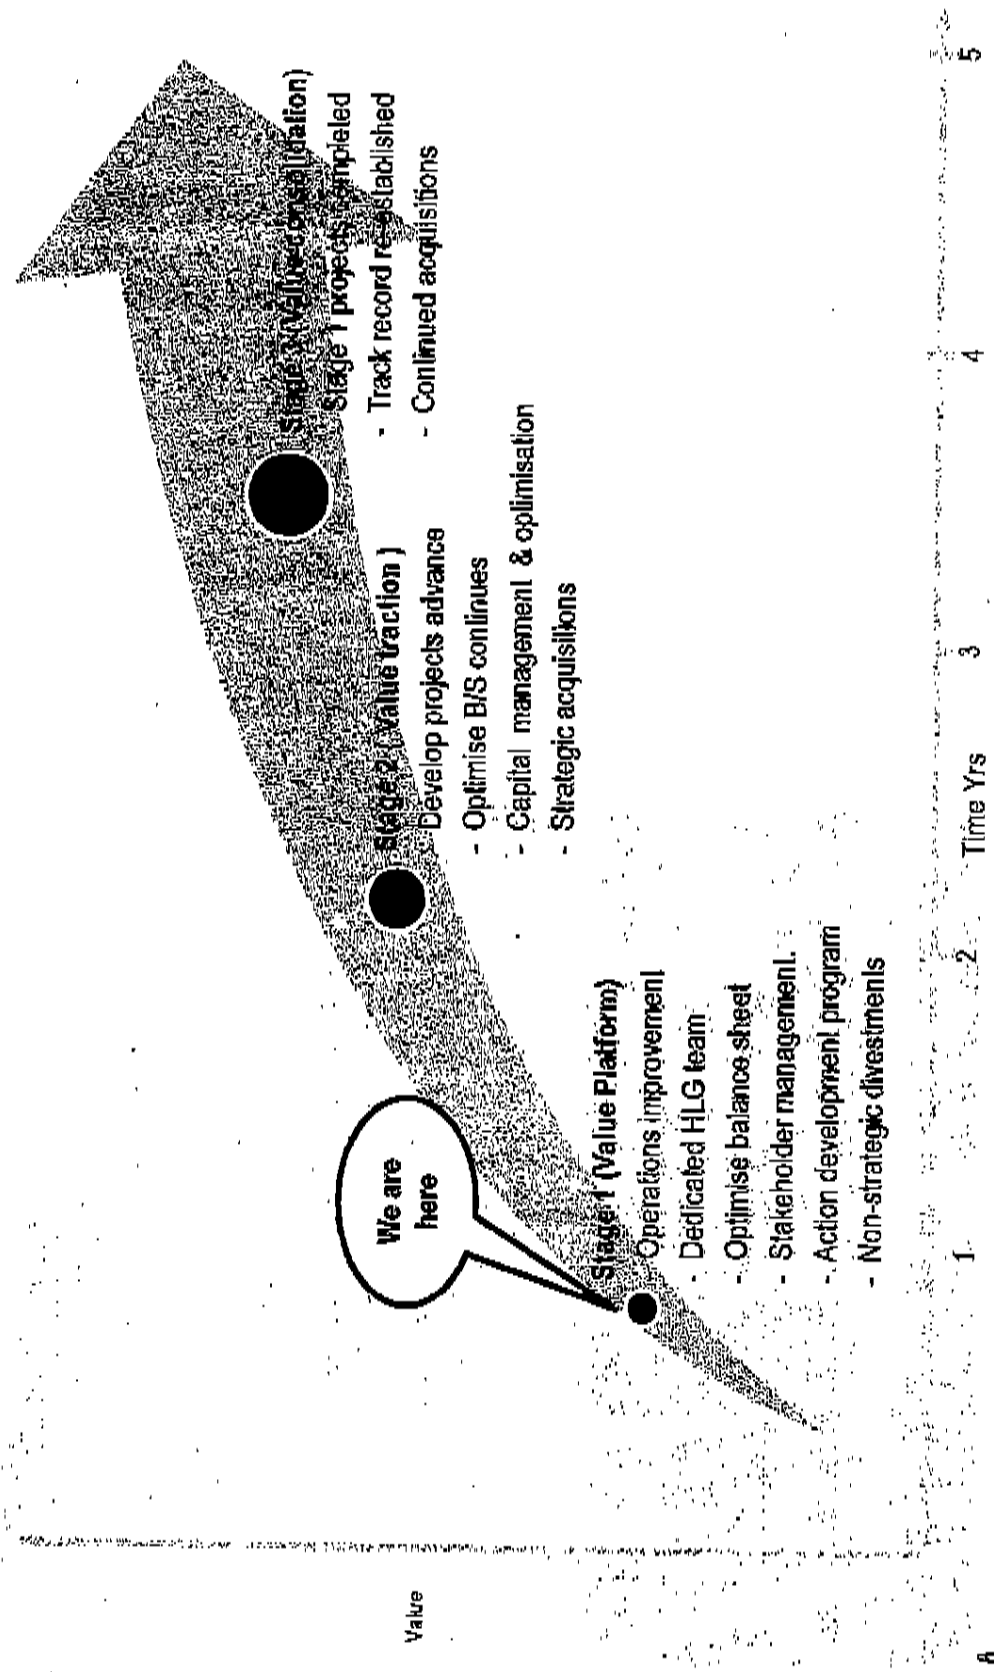 Value
We are
here
Stage 1 (Value Platform)
Operations improvement
- Dedicated HLG team
- Optimise balance sheet
- Stakeholder management.
- Action development program
- Non-strategic divestments
Stage 2 ( Value traction )
Develop projects advance
- Optimise B/S continues
- Capital management & optimisation
- Strategic acquisitions
Stage 3 (Value consolidation)
Stage 1 projects completed
- Track record re-established
- Continued acquisitions
1 2 3 4 5
Time Yrs
8